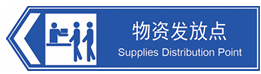 物资发放点
Supplies Distribution Point